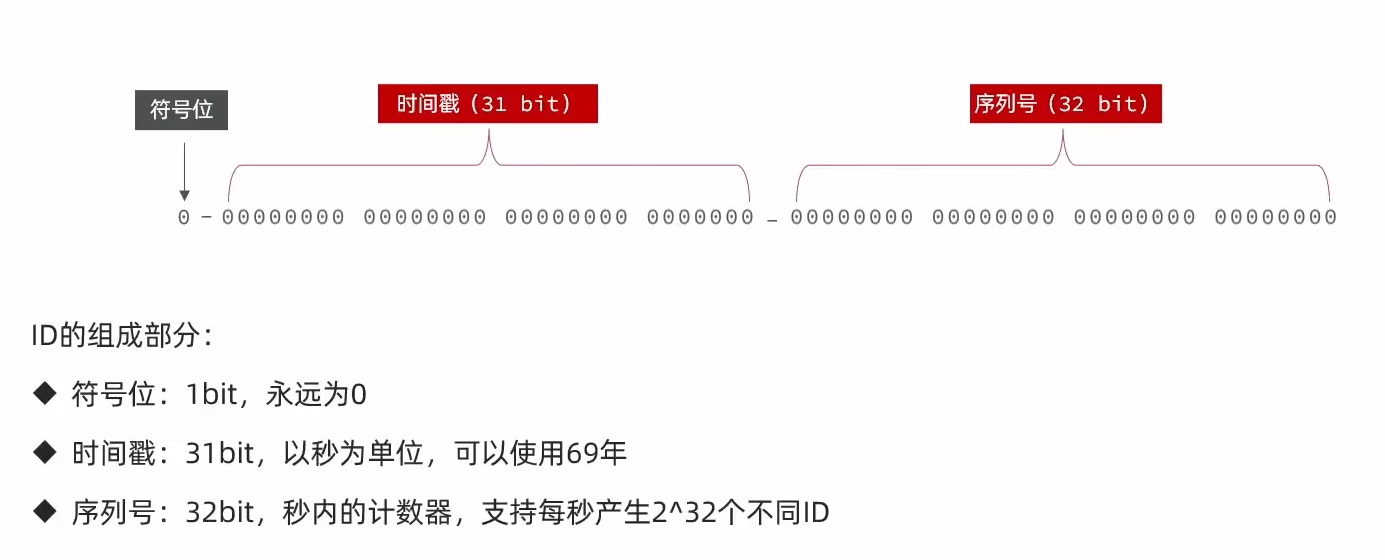 符号位
时间戳（31 bit）
序列号（32 bit）
0 – 00000000 00000000 00000000 0000000 – 00000000 00000000 00000000 00000000
ID的组成部分：
◆ 符号位：1bit，永远为0
◆ 时间戳：31bit，以秒为单位，可以使用69年
◆ 序列号：32bit，秒内的计数器，支持每秒产生2^32个不同ID